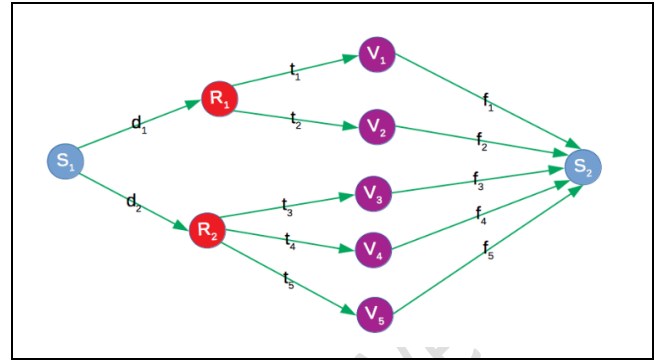 V₁
t₁
R₁
f₁
d₁
t₂
V₂
f₂
S₁
S₂
V₃
f₃
t₃
d₂
f₄
R₂
t₄
V₄
f₅
t₅
V₅